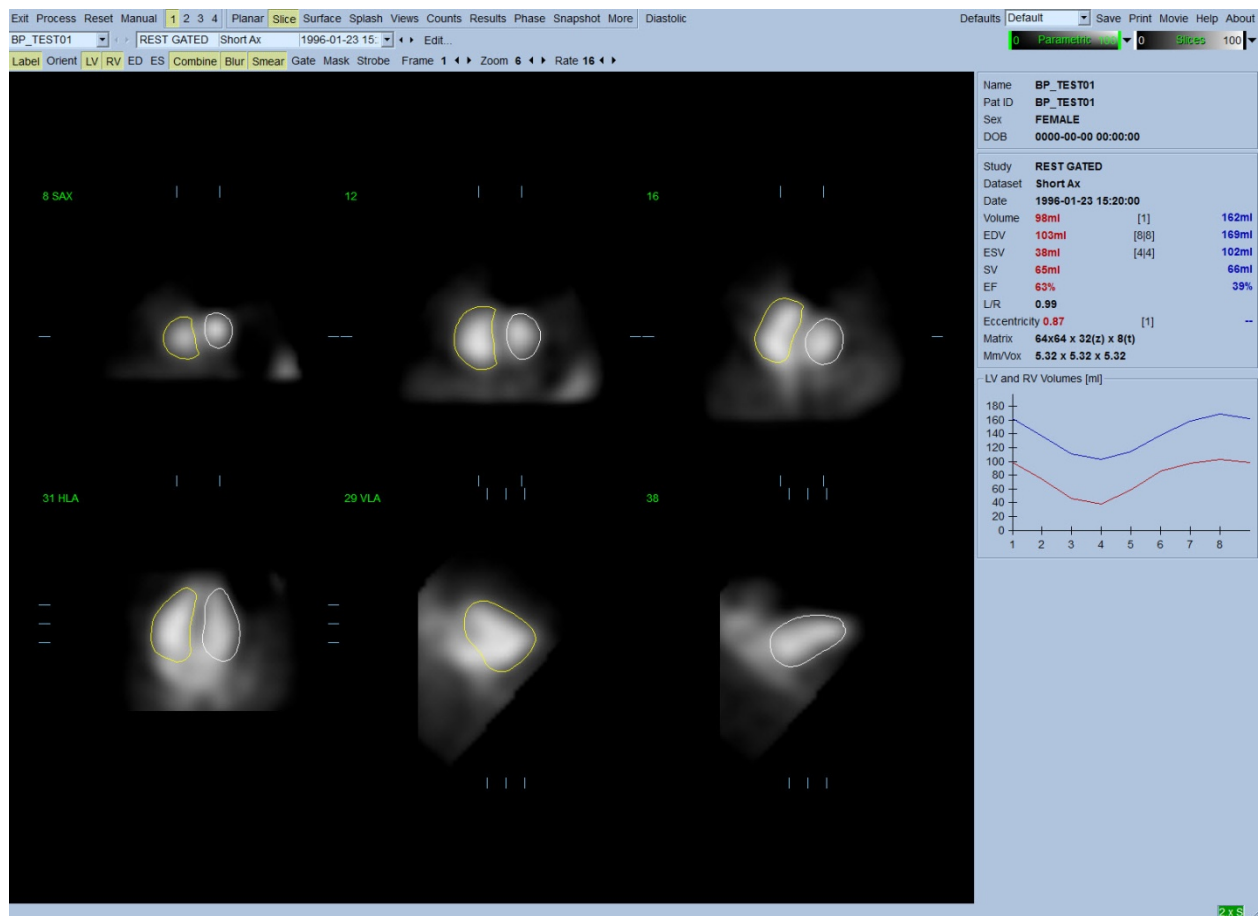 Exit Process Reset Manual 1 2 3 4 Planar Slice Surface Splash Views Counts Results Phase Snapshot More Diastolic Defaults Default Save Print Movie Help About
BP_TEST01 REST GATED Short Ax 1996-01-23 15: Edit... 0 Parametric 100 0 Slices 100
Label Orient LV RV ED ES Combine Blur Smear Gate Mask Strobe Frame 1 Zoom 6 Rate 16
Name BP_TEST01
Pat ID BP_TEST01
Sex FEMALE
DOB 0000-00-00 00:00:00
Study REST GATED
Dataset Short Ax
Date 1996-01-23 15:20:00
Volume 98ml [1] 162ml
EDV 103ml [8|8] 169ml
ESV 38ml [4|4] 102ml
SV 65ml 66ml
EF 63% 39%
L/R 0.99
Eccentricity 0.87 [1] --
Matrix 64x64 x 32(z) x 8(t)
Mm/Vox 5.32 x 5.32 x 5.32
LV and RV Volumes [ml]
180
160
140
120
100
80
60
40
20
0
1 2 3 4 5 6 7 8
8 SAX 12 16
31 HLA 29 VLA 38
2 x S